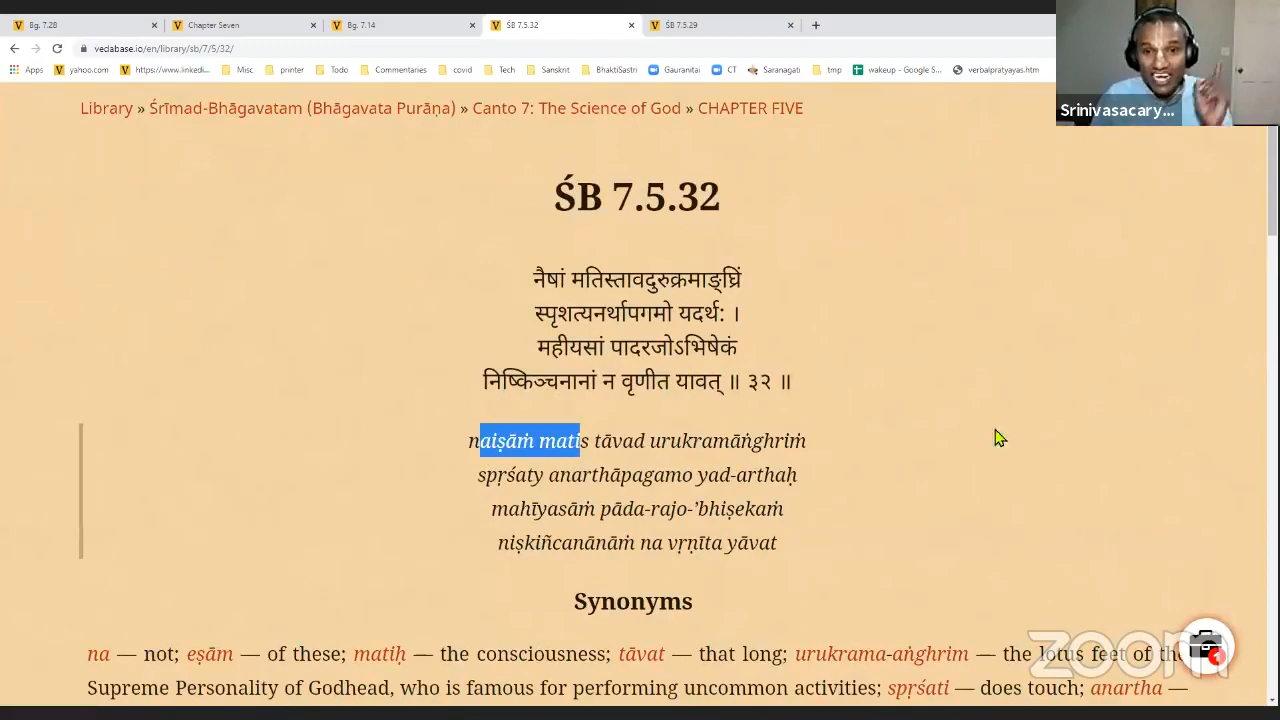 Bg. 7.28
Chapter Seven
Bg. 7.14
ŚB 7.5.32
ŚB 7.5.29
vedabase.io/en/library/sb/7/5/32/
Apps yahoo.com https://www.linkedi... Misc printer Todo Commentaries covid Tech Sanskrit BhaktiSastri Gauranitai CT Saranagati tmp wakeup - Google S... verbalpratyayas.htm
Srinivasacary...
Library » Śrīmad-Bhāgavatam (Bhāgavata Purāṇa) » Canto 7: The Science of God » CHAPTER FIVE
ŚB 7.5.32
नैषां मतिस्तावदुरुक्रमाङ्‌घ्रिं
स्पृशत्यनर्थापगमो यदर्थ: ।
महीयसां पादरजोऽभिषेकं
निष्किञ्चनानां न वृणीत यावत् ॥ ३२ ॥
naiṣāṁ matis tāvad urukramāṅghriṁ
spṛśaty anarthāpagamo yad-arthaḥ
mahīyasāṁ pāda-rajo-’bhiṣekaṁ
niṣkiñcanānāṁ na vṛṇīta yāvat
Synonyms
na — not; eṣām — of these; matiḥ — the consciousness; tāvat — that long; urukrama-aṅghrim — the lotus feet of the
Supreme Personality of Godhead, who is famous for performing uncommon activities; spṛśati — does touch; anartha —
zoom